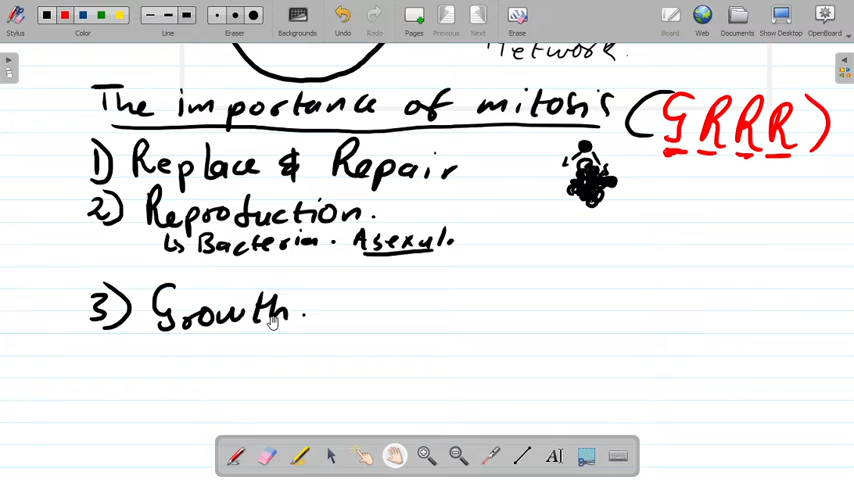 Stylus Color Line Eraser Backgrounds Undo Redo Pages Previous Next Erase Board Web Documents Show Desktop OpenBoard
Network.
The importance of mitosis (GRRR)
1) Replace & Repair
2) Reproduction.
↳ Bacteria. Asexual.
3) Growth.
AI